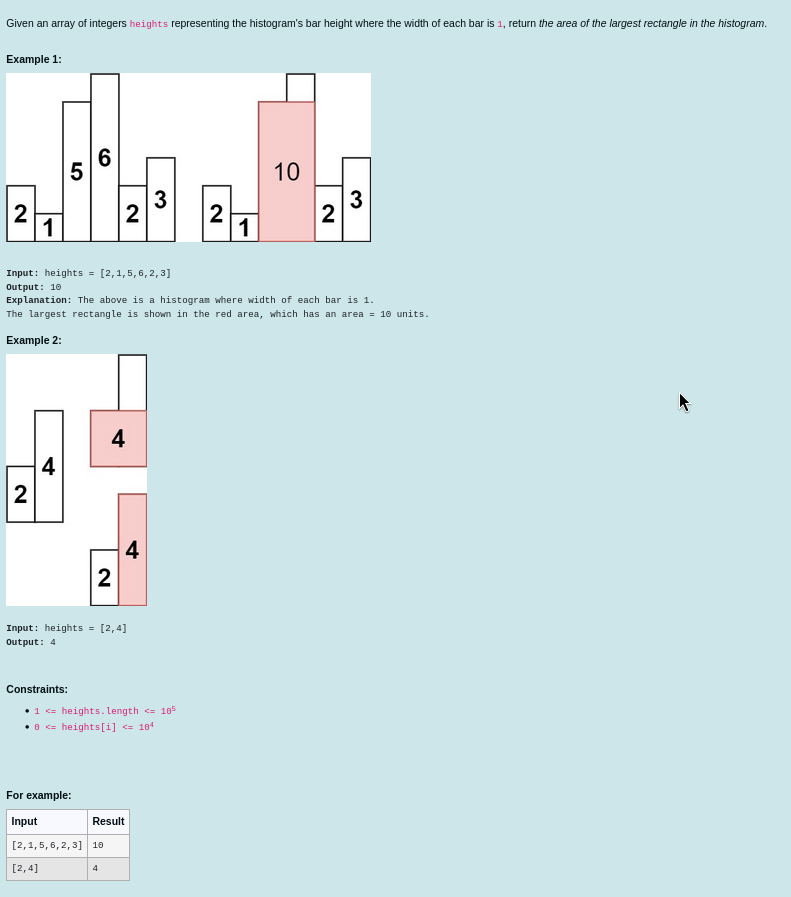 Given an array of integers heights representing the histogram's bar height where the width of each bar is 1, return the area of the largest rectangle in the histogram.
Example 1:
2 1 5 6 2 3 2 1 10 2 3
Input: heights = [2,1,5,6,2,3]
Output: 10
Explanation: The above is a histogram where width of each bar is 1.
The largest rectangle is shown in the red area, which has an area = 10 units.
Example 2:
2 4 4
2 4
Input: heights = [2,4]
Output: 4
Constraints:
• 1 <= heights.length <= 10⁵
• 0 <= heights[i] <= 10⁴
For example:
Input Result
[2,1,5,6,2,3] 10
[2,4] 4